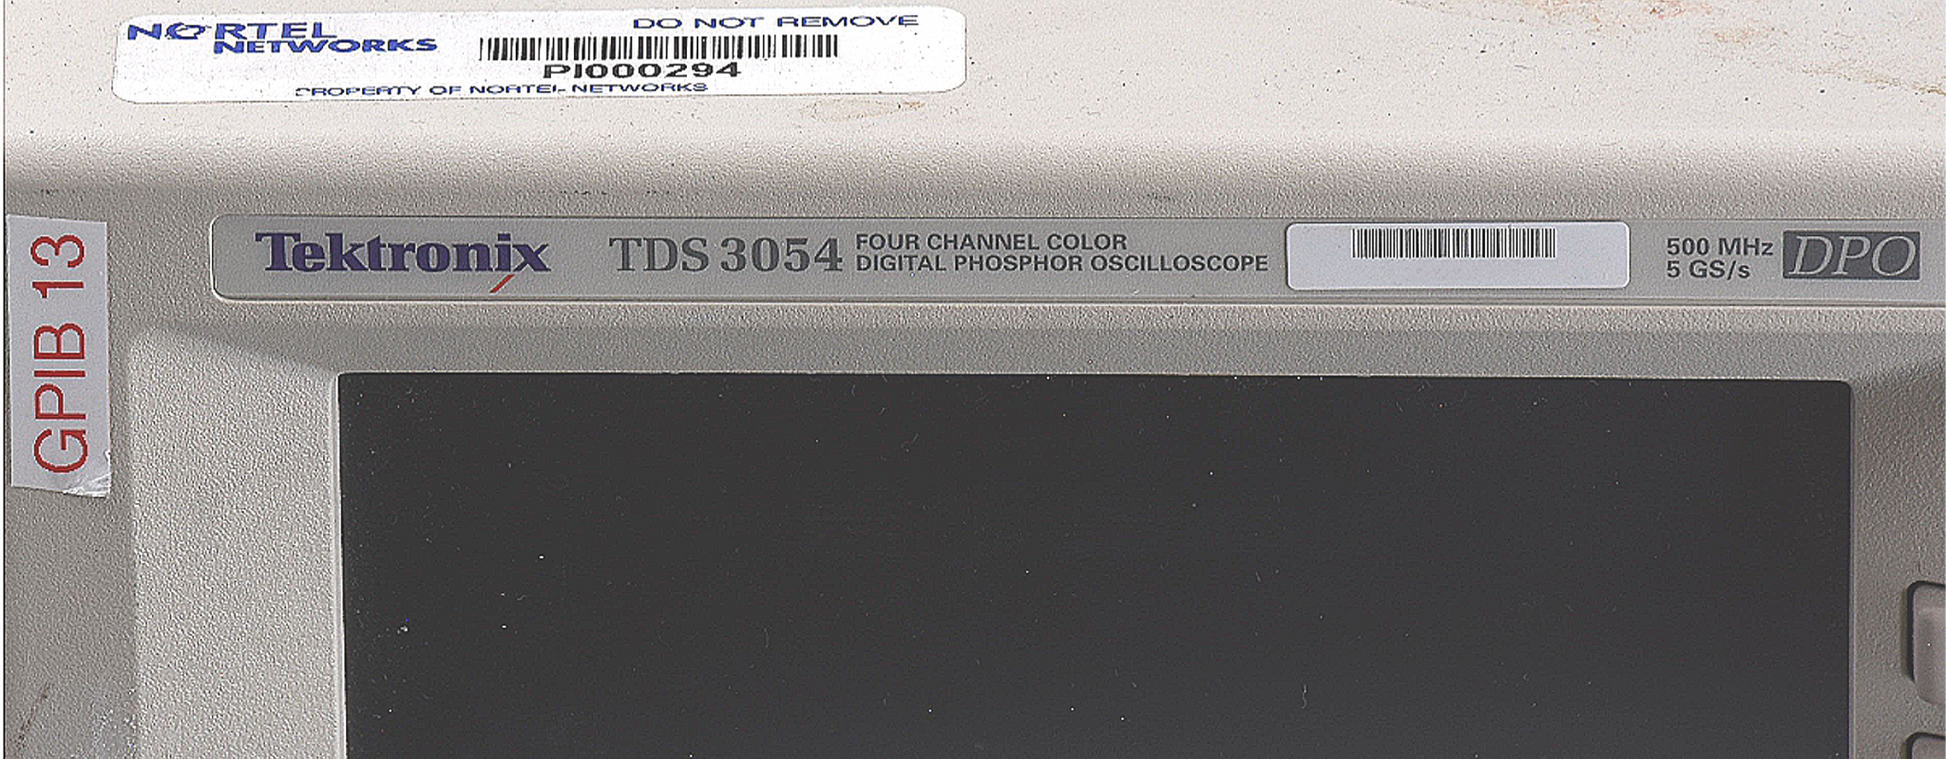 NORTEL
NETWORKS
DO NOT REMOVE
PI000294
PROPERTY OF NORTEL NETWORKS
GPIB 13
Tektronix
TDS 3054
FOUR CHANNEL COLOR
DIGITAL PHOSPHOR OSCILLOSCOPE
500 MHz
5 GS/s
DPO